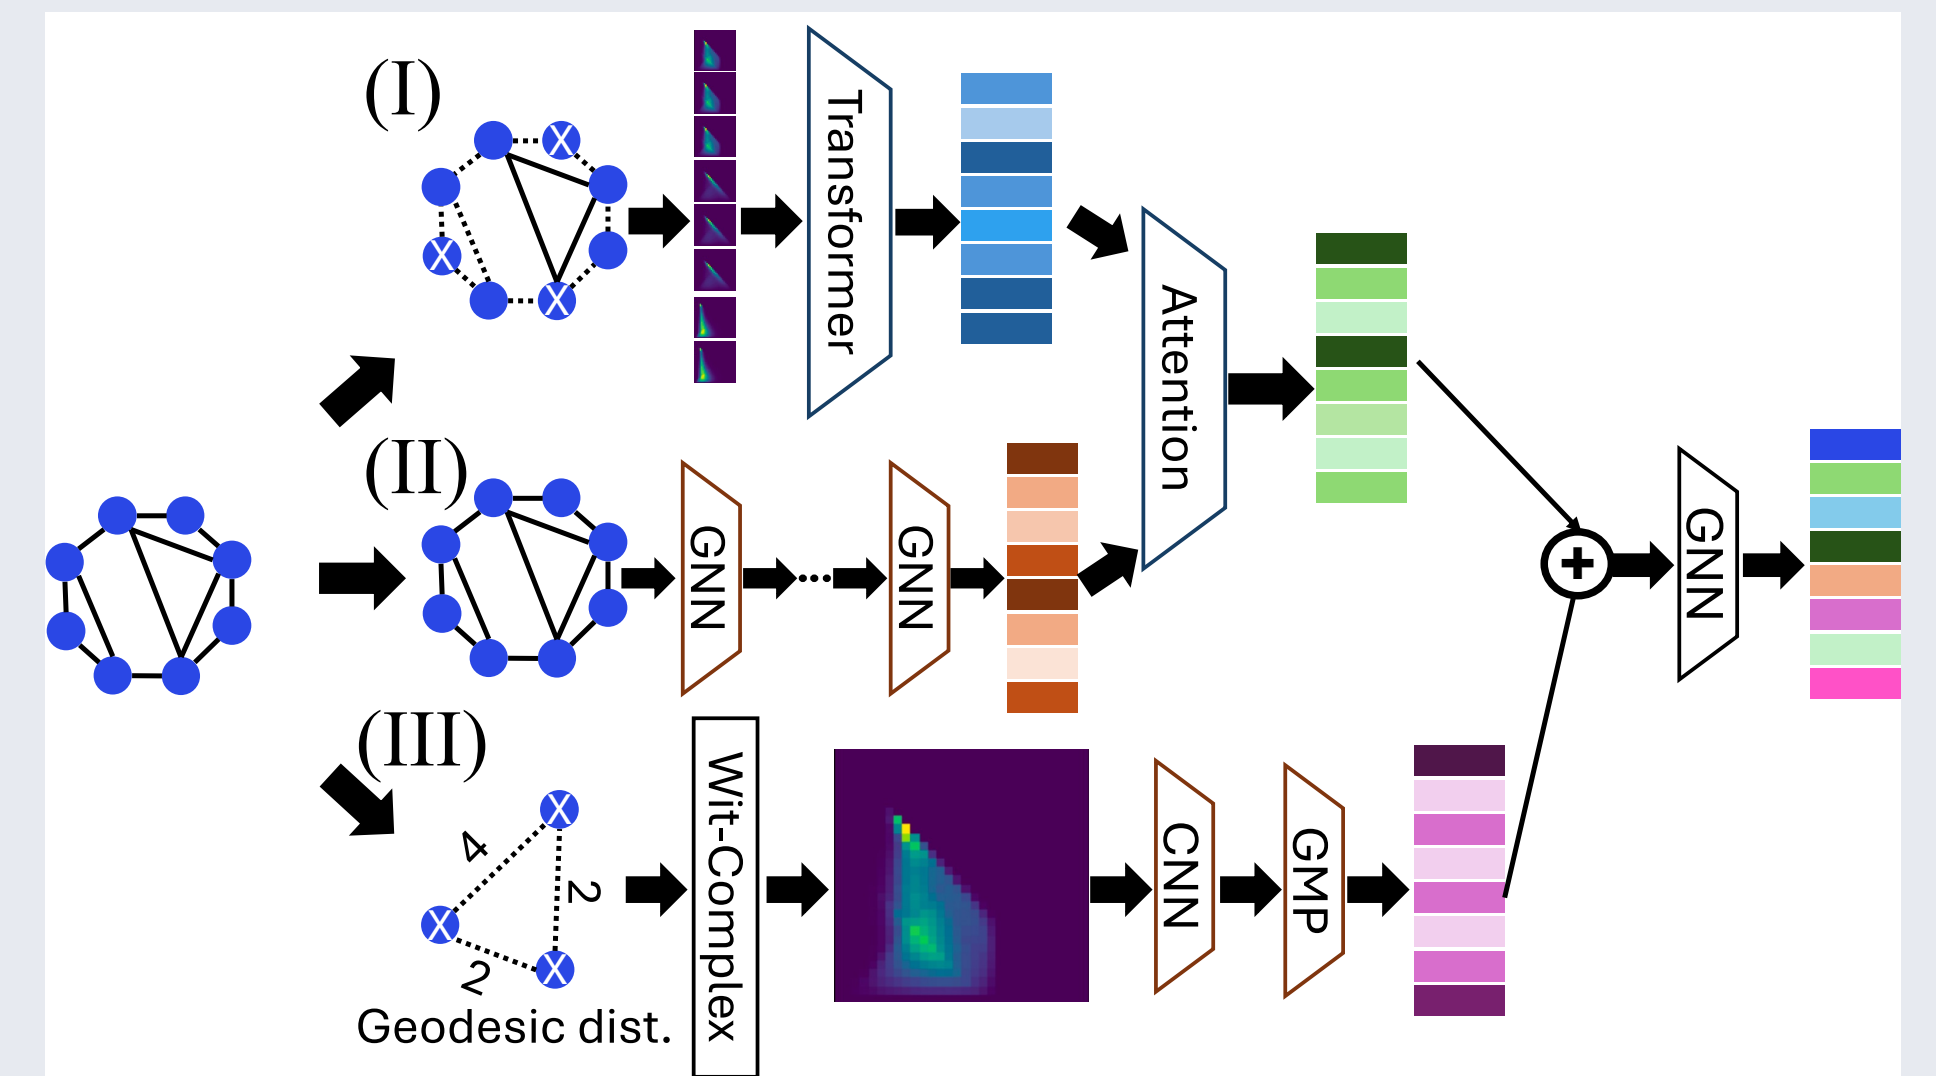 (I)
X
X
X
Transformer
Attention
(II)
GNN
...
GNN
+
GNN
(III)
X
X
X
4
2
2
Geodesic dist.
Wit-Complex
CNN
GMP